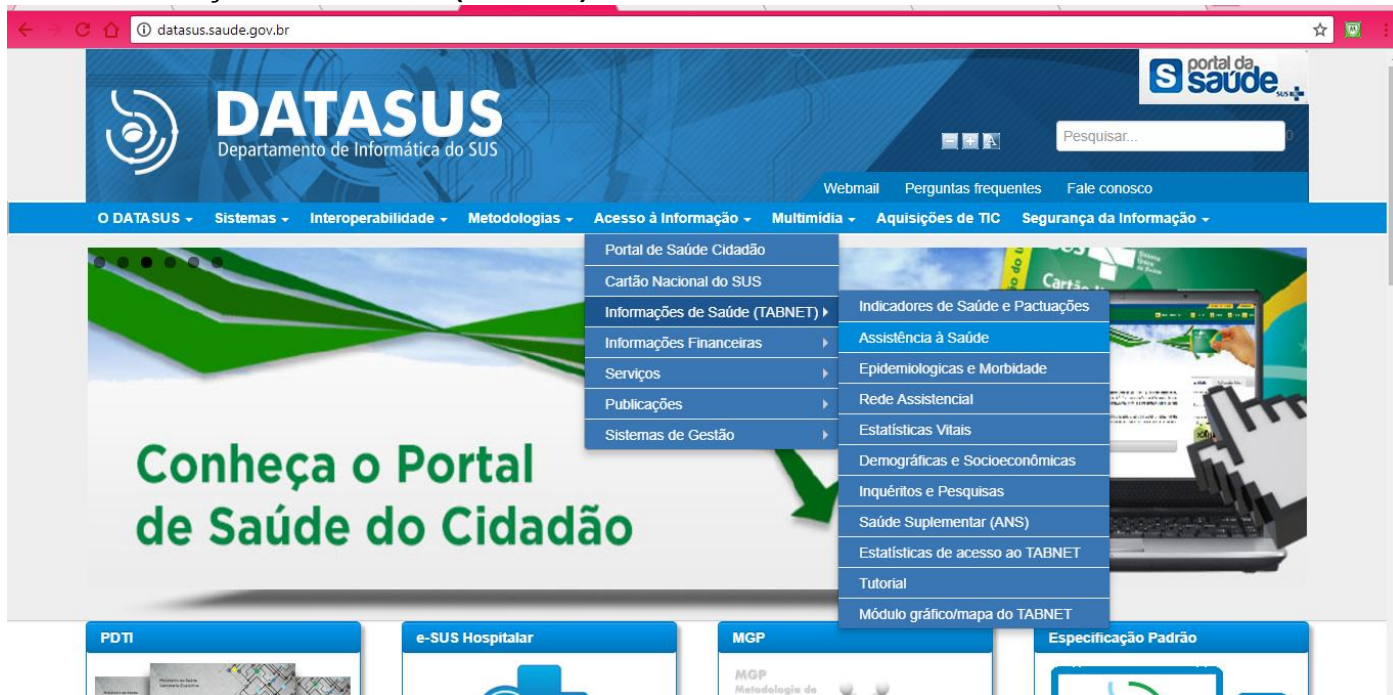 datasus.saude.gov.br
portal da
saúde
SUS
DATASUS
Departamento de Informática do SUS
Pesquisar...
Webmail Perguntas frequentes Fale conosco
O DATASUS Sistemas Interoperabilidade Metodologias Acesso à Informação Multimídia Aquisições de TIC Segurança da Informação
Portal de Saúde Cidadão
Cartão Nacional do SUS
Informações de Saúde (TABNET)
Informações Financeiras
Serviços
Publicações
Sistemas de Gestão
Indicadores de Saúde e Pactuações
Assistência à Saúde
Epidemiologicas e Morbidade
Rede Assistencial
Estatísticas Vitais
Demográficas e Socioeconômicas
Inquéritos e Pesquisas
Saúde Suplementar (ANS)
Estatísticas de acesso ao TABNET
Tutorial
Módulo gráfico/mapa do TABNET
Cartão
Conheça o Portal
de Saúde do Cidadão
PDTI e-SUS Hospitalar MGP Especificação Padrão
MGP
Metodologia de